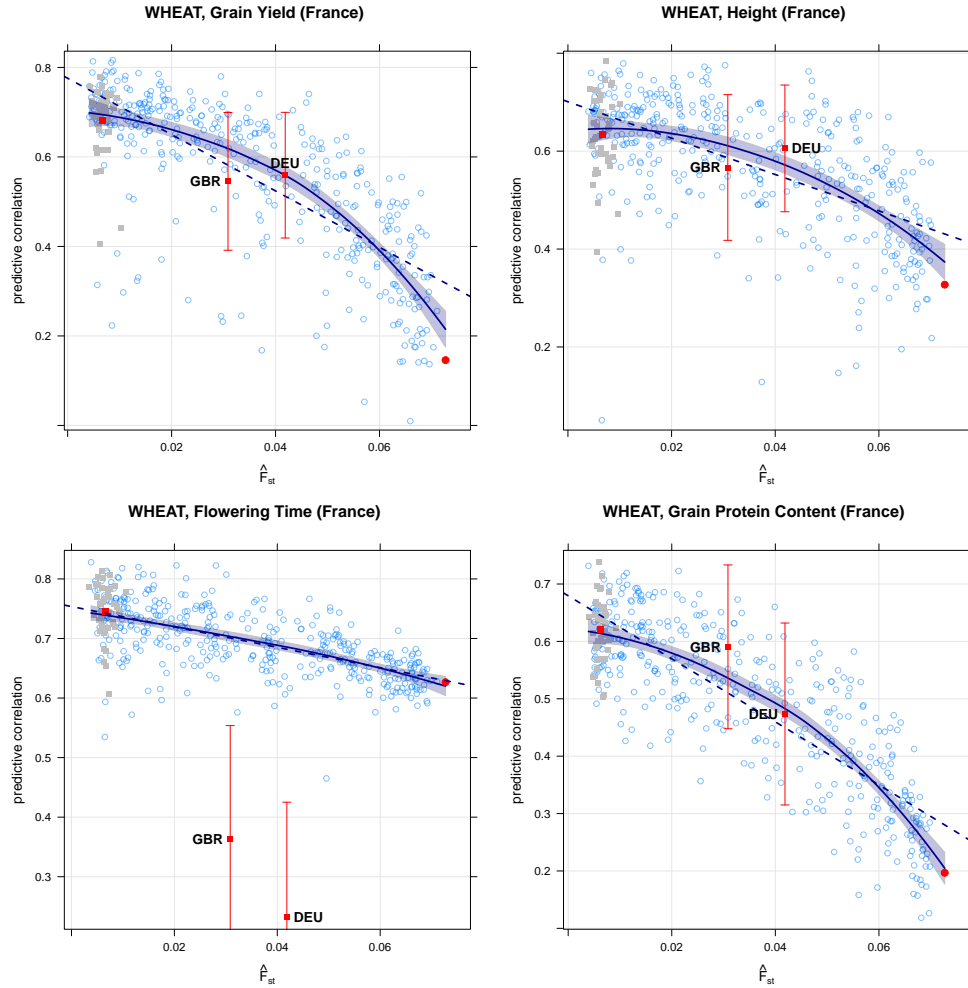 WHEAT, Grain Yield (France)
predictive correlation
0.8
0.6
0.4
0.2
GBR
DEU
0.02
0.04
0.06
F̂st
WHEAT, Height (France)
predictive correlation
0.6
0.4
0.2
GBR
DEU
0.02
0.04
0.06
F̂st
WHEAT, Flowering Time (France)
predictive correlation
0.8
0.7
0.6
0.5
0.4
0.3
GBR
DEU
0.02
0.04
0.06
F̂st
WHEAT, Grain Protein Content (France)
predictive correlation
0.7
0.6
0.5
0.4
0.3
0.2
GBR
DEU
0.02
0.04
0.06
F̂st